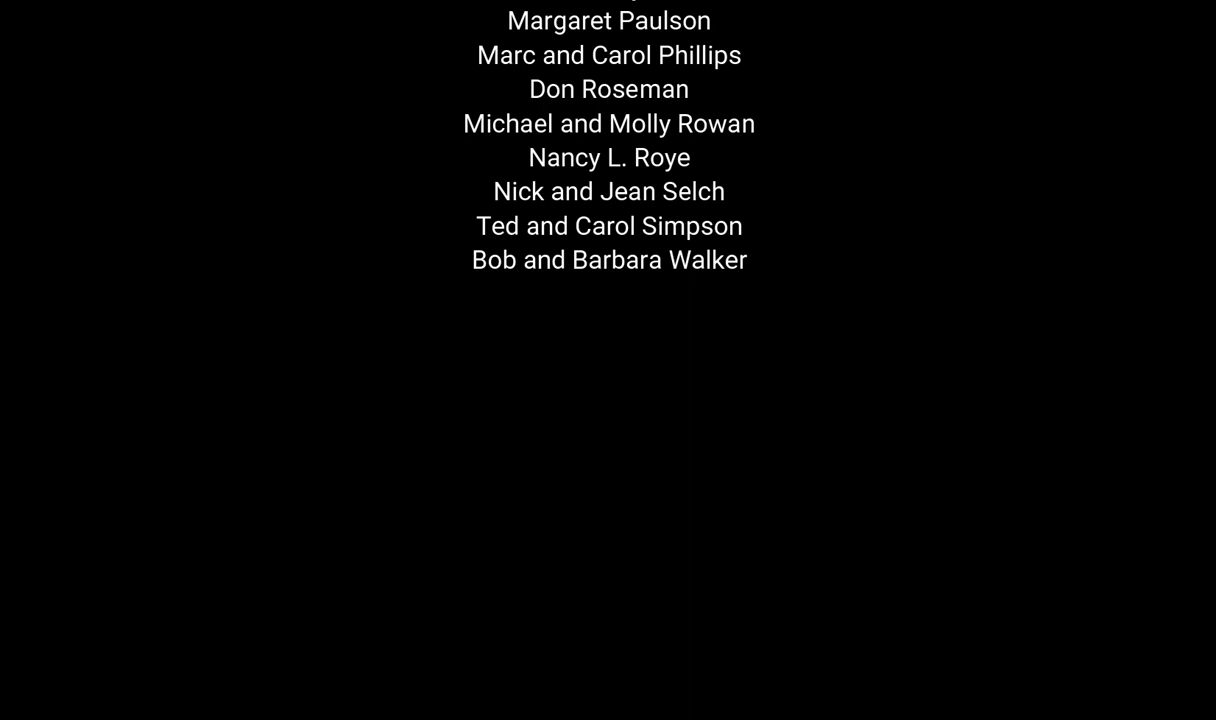 Margaret Paulson
Marc and Carol Phillips
Don Roseman
Michael and Molly Rowan
Nancy L. Roye
Nick and Jean Selch
Ted and Carol Simpson
Bob and Barbara Walker